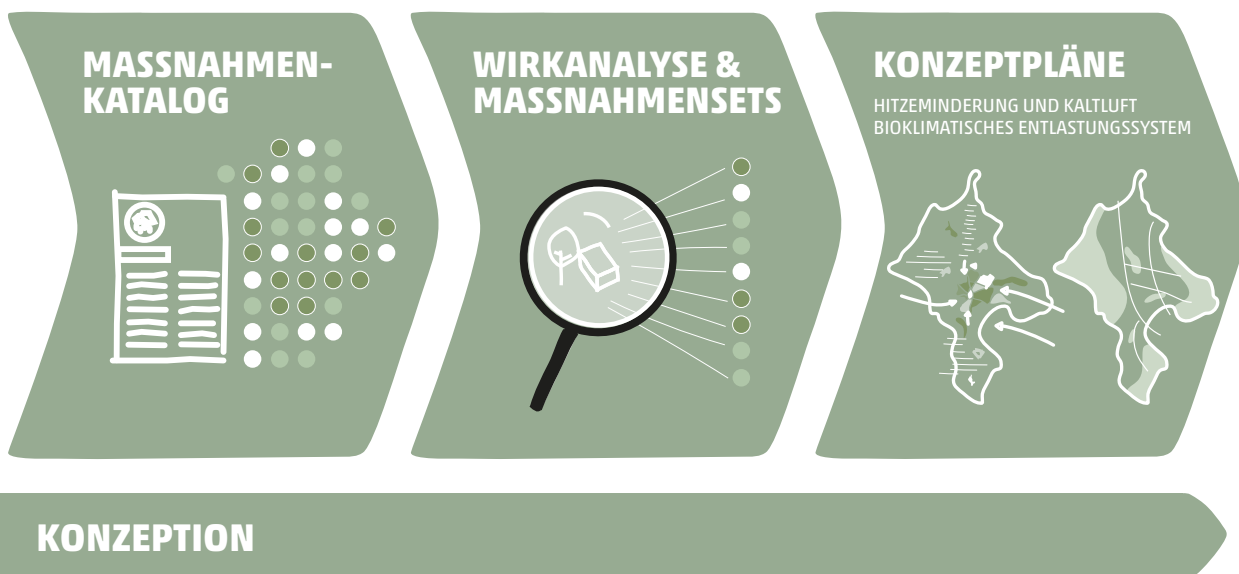 MASSNAHMEN-
KATALOG
WIRKANALYSE &
MASSNAHMENSETS
KONZEPTPLÄNE
HITZEMINDERUNG UND KALTLUFT
BIOKLIMATISCHES ENTLASTUNGSSYSTEM
KONZEPTION